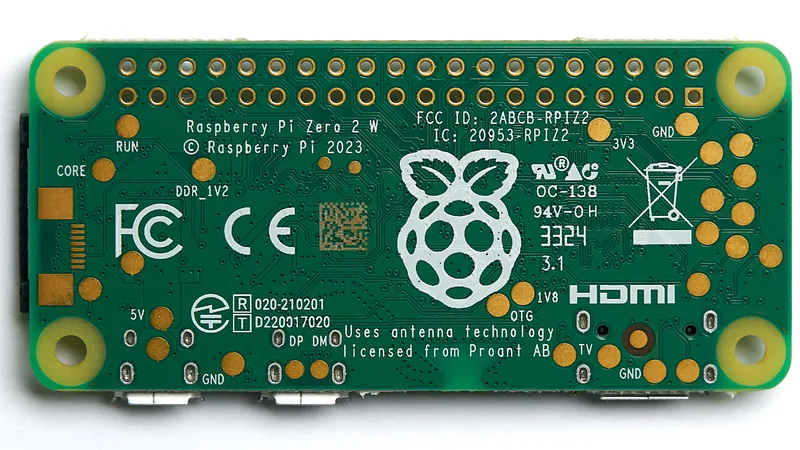 FCC ID: 2ABCB-RPIZ2
IC: 20953-RPIZ2
Raspberry Pi Zero 2 W
© Raspberry Pi 2023
RUN
3V3
GND
CORE
DDR_1V2
OC-138
94V-0H
3324
3.1
FC
CE
1V8
HDMI
OTG
5V
R 020-210201
T D220017020
Uses antenna technology
licensed from Proant AB
DP DM
TV
GND
GND